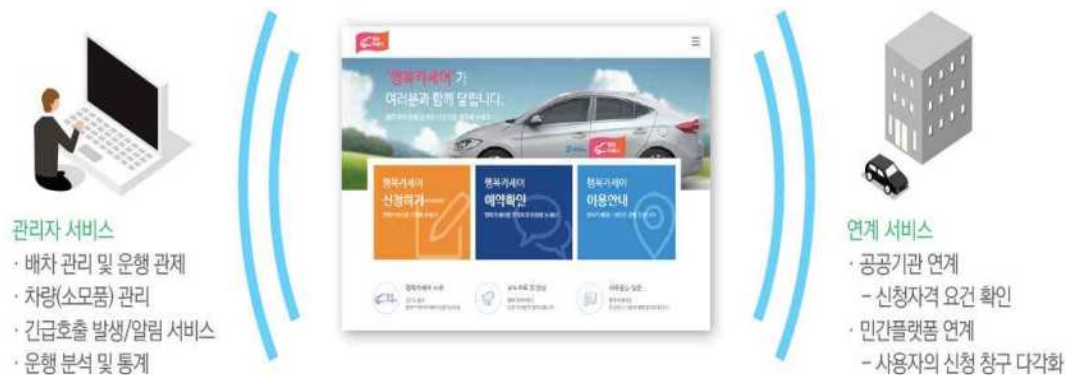 '행복카셰어'가
여러분과 함께 달립니다.
행복카셰어
신청하기
행복카셰어
예약확인
행복카셰어
이용안내
관리자 서비스
· 배차 관리 및 운행 관제
· 차량(소모품) 관리
· 긴급호출 발생/알림 서비스
· 운행 분석 및 통계
연계 서비스
· 공공기관 연계
- 신청자격 요건 확인
· 민간플랫폼 연계
- 사용자의 신청 창구 다각화